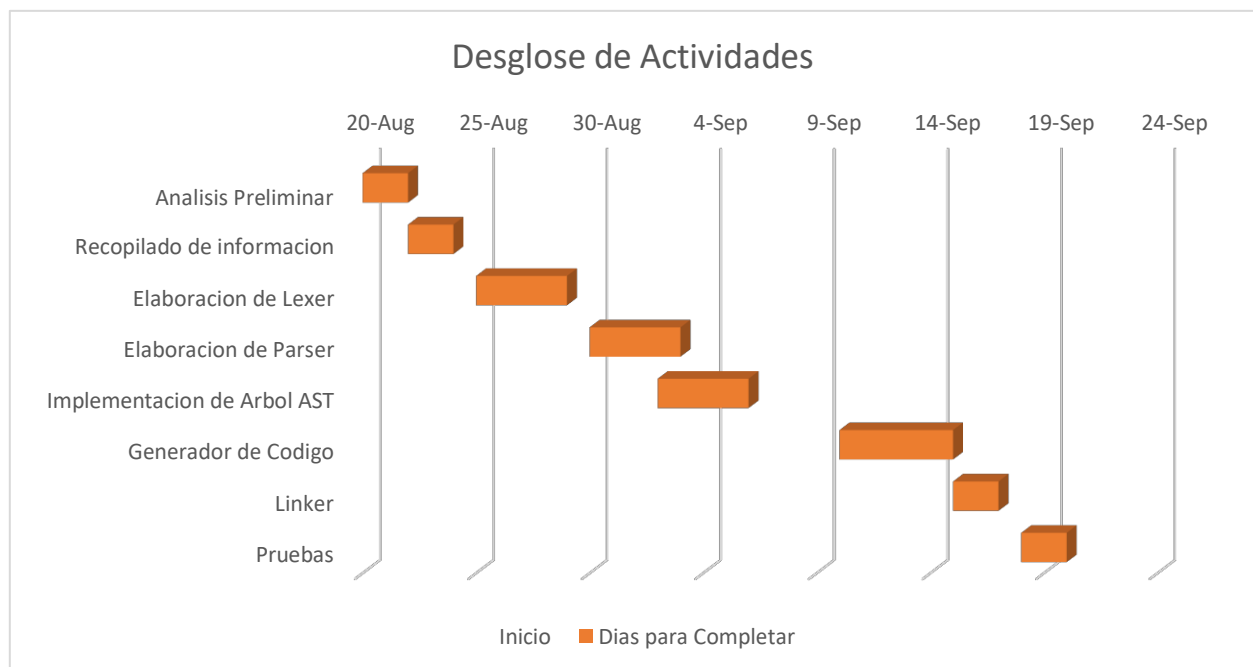 Desglose de Actividades
20-Aug 25-Aug 30-Aug 4-Sep 9-Sep 14-Sep 19-Sep 24-Sep
Analisis Preliminar
Recopilado de informacion
Elaboracion de Lexer
Elaboracion de Parser
Implementacion de Arbol AST
Generador de Codigo
Linker
Pruebas
Inicio Dias para Completar